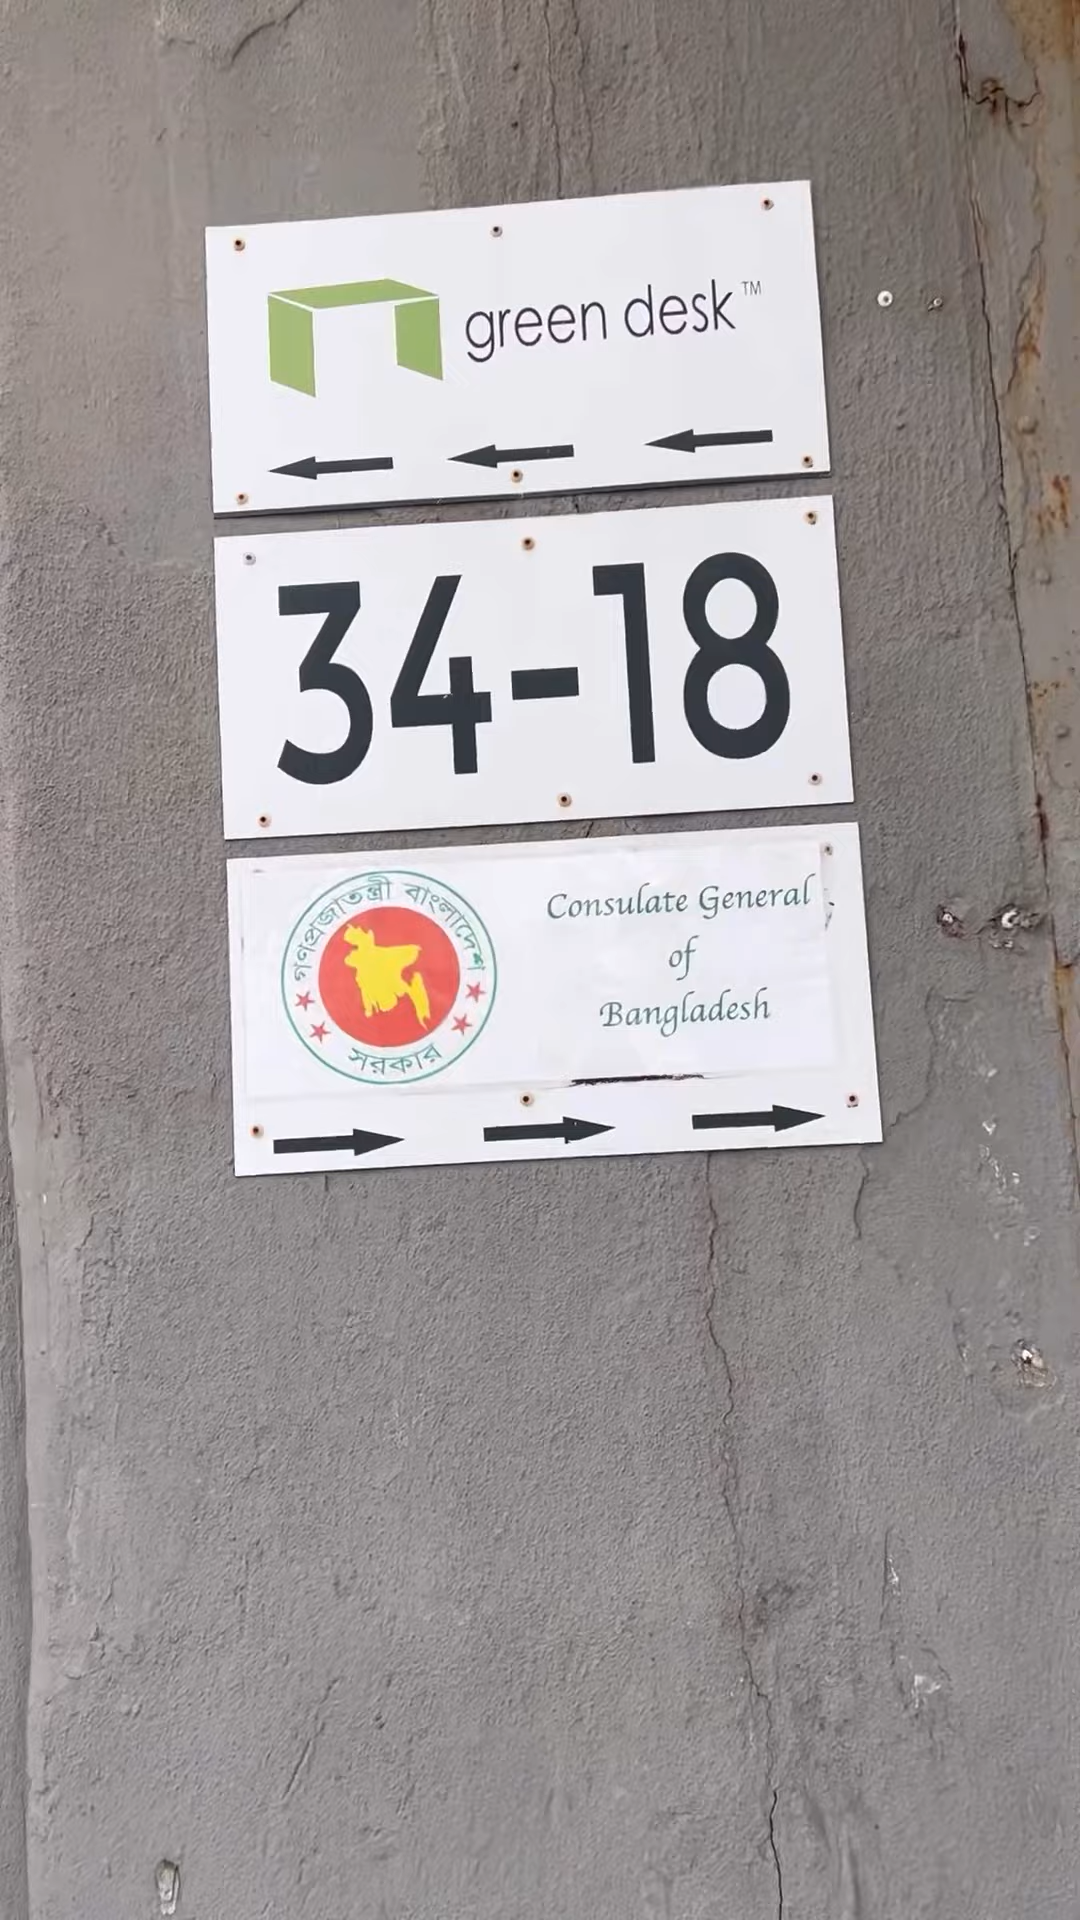 green desk™
34-18
গণপ্রজাতন্ত্রী বাংলাদেশ
সরকার
Consulate General
of
Bangladesh